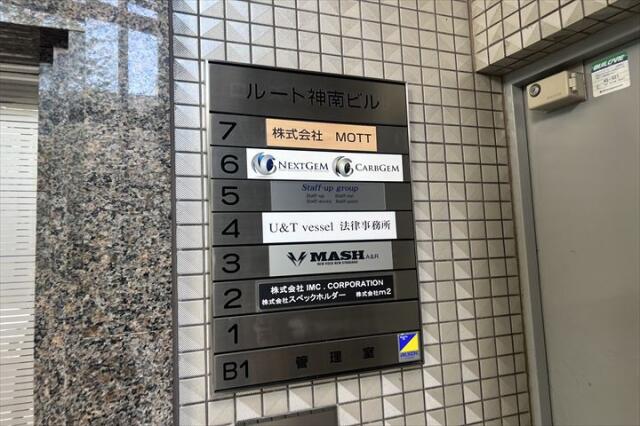 ルート神南ビル
7 株式会社 MOTT
6 NEXTGEM CARBGEM
5 Staff-up group
4 U&T vessel 法律事務所
3 MASH A&R
2 株式会社 IMC . CORPORATION
株式会社スペックホルダー 株式会社m2
1
B1 管理室